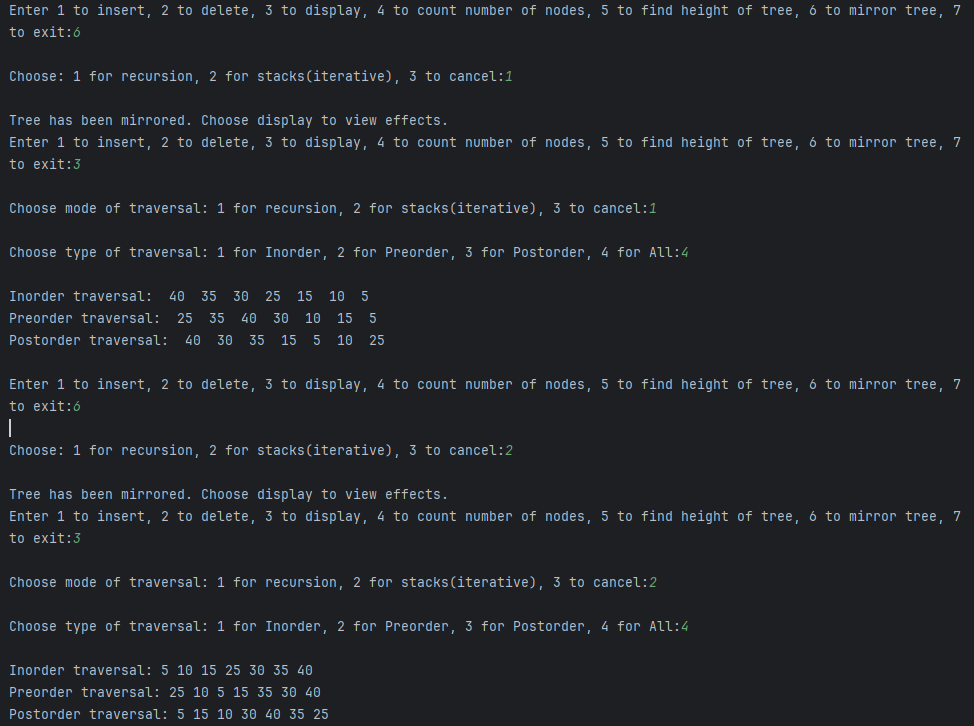 Enter 1 to insert, 2 to delete, 3 to display, 4 to count number of nodes, 5 to find height of tree, 6 to mirror tree, 7
to exit:6
Choose: 1 for recursion, 2 for stacks(iterative), 3 to cancel:1
Tree has been mirrored. Choose display to view effects.
Enter 1 to insert, 2 to delete, 3 to display, 4 to count number of nodes, 5 to find height of tree, 6 to mirror tree, 7
to exit:3
Choose mode of traversal: 1 for recursion, 2 for stacks(iterative), 3 to cancel:1
Choose type of traversal: 1 for Inorder, 2 for Preorder, 3 for Postorder, 4 for All:4
Inorder traversal:  40  35  30  25  15  10  5
Preorder traversal:  25  35  40  30  10  15  5
Postorder traversal:  40  30  35  15  5  10  25
Enter 1 to insert, 2 to delete, 3 to display, 4 to count number of nodes, 5 to find height of tree, 6 to mirror tree, 7
to exit:6
Choose: 1 for recursion, 2 for stacks(iterative), 3 to cancel:2
Tree has been mirrored. Choose display to view effects.
Enter 1 to insert, 2 to delete, 3 to display, 4 to count number of nodes, 5 to find height of tree, 6 to mirror tree, 7
to exit:3
Choose mode of traversal: 1 for recursion, 2 for stacks(iterative), 3 to cancel:2
Choose type of traversal: 1 for Inorder, 2 for Preorder, 3 for Postorder, 4 for All:4
Inorder traversal: 5 10 15 25 30 35 40
Preorder traversal: 25 10 5 15 35 30 40
Postorder traversal: 5 15 10 30 40 35 25